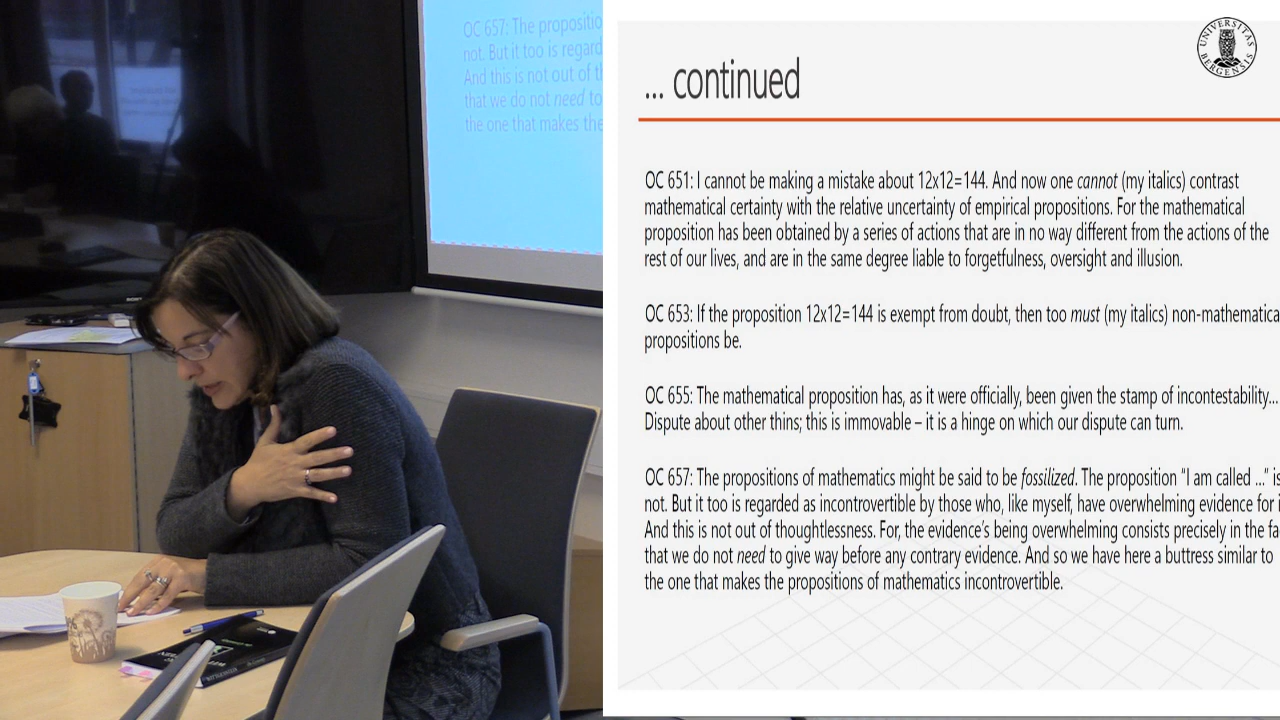 OC 657: The propositio
not. But it too is regard
And this is not out of th
that we do not need to
the one that makes the
SONY
UNIVERSITAS BERGENSIS
... continued
OC 651: I cannot be making a mistake about 12x12=144. And now one cannot (my italics) contrast
mathematical certainty with the relative uncertainty of empirical propositions. For the mathematical
proposition has been obtained by a series of actions that are in no way different from the actions of the
rest of our lives, and are in the same degree liable to forgetfulness, oversight and illusion.
OC 653: If the proposition 12x12=144 is exempt from doubt, then too must (my italics) non-mathematica
propositions be.
OC 655: The mathematical proposition has, as it were officially, been given the stamp of incontestability...
Dispute about other thins; this is immovable – it is a hinge on which our dispute can turn.
OC 657: The propositions of mathematics might be said to be fossilized. The proposition “I am called ...” is
not. But it too is regarded as incontrovertible by those who, like myself, have overwhelming evidence for i
And this is not out of thoughtlessness. For, the evidence’s being overwhelming consists precisely in the fa
that we do not need to give way before any contrary evidence. And so we have here a buttress similar to
the one that makes the propositions of mathematics incontrovertible.